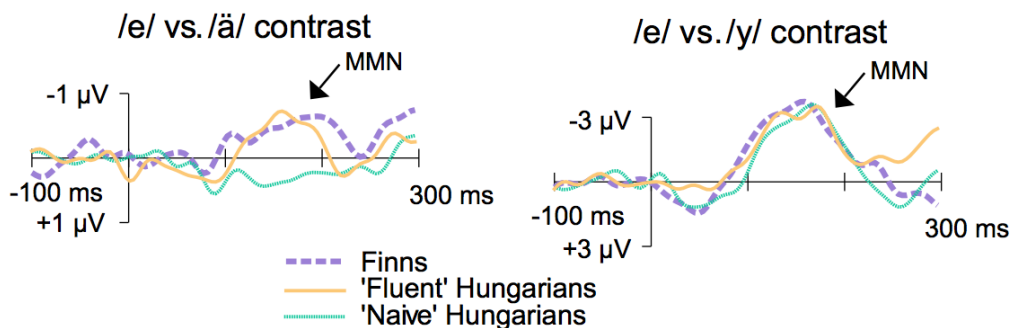 /e/ vs. /ä/ contrast
MMN
-1 µV
-100 ms
300 ms
+1 µV
/e/ vs. /y/ contrast
MMN
-3 µV
-100 ms
300 ms
+3 µV
Finns
'Fluent' Hungarians
'Naive' Hungarians